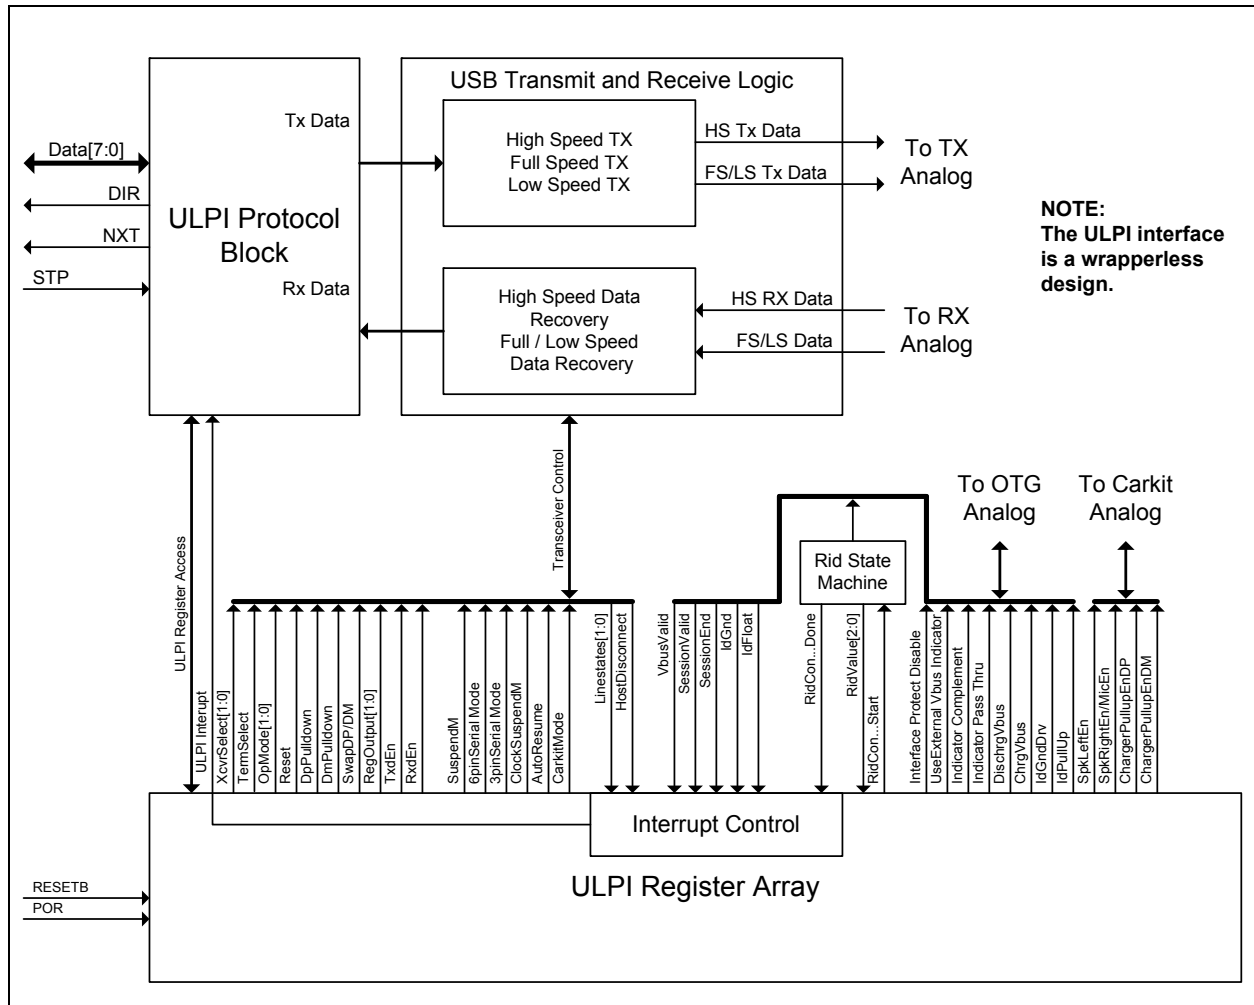 USB Transmit and Receive Logic
Tx Data
High Speed TX
Full Speed TX
Low Speed TX
HS Tx Data
FS/LS Tx Data
To TX
Analog
Data[7:0]
DIR
NXT
STP
ULPI Protocol
Block
Rx Data
High Speed Data
Recovery
Full / Low Speed
Data Recovery
HS RX Data
FS/LS Data
To RX
Analog
NOTE:
The ULPI interface
is a wrapperless
design.
ULPI Register Access
ULPI Interupt
Transceiver Control
To OTG
Analog
To Carkit
Analog
Rid State
Machine
XcvrSelect[1:0]
TermSelect
OpMode[1:0]
Reset
DpPulldown
DmPulldown
SwapDP/DM
RegOutput[1:0]
TxdEn
RxdEn
SuspendM
6pinSerial Mode
3pinSerial Mode
ClockSuspendM
AutoResume
CarkitMode
Linestates[1:0]
HostDisconnect
VbusValid
SessionValid
SessionEnd
IdGnd
IdFloat
RidCon...Done
RidValue[2:0]
RidCon...Start
Interface Protect Disable
UseExternal Vbus Indicator
Indicator Complement
Indicator Pass Thru
DischrgVbus
ChrgVbus
IdGndDrv
IdPullUp
SpkLeftEn
SpkRightEn/MicEn
ChargerPullupEnDP
ChargerPullupEnDM
Interrupt Control
ULPI Register Array
RESETB
POR